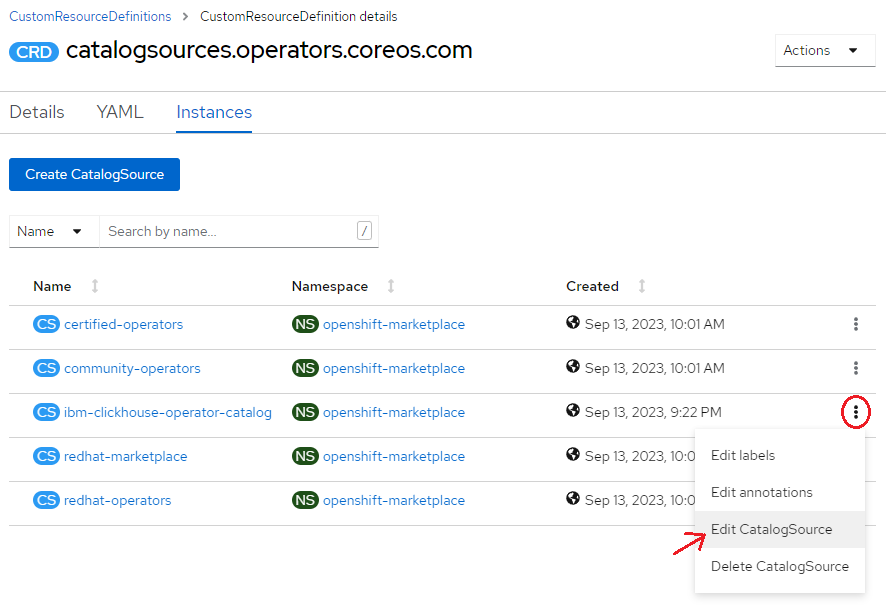 CustomResourceDefinitions > CustomResourceDefinition details
CRD catalogsources.operators.coreos.com
Actions
Details YAML Instances
Create CatalogSource
Name Search by name... /
Name Namespace Created
CS certified-operators NS openshift-marketplace Sep 13, 2023, 10:01 AM
CS community-operators NS openshift-marketplace Sep 13, 2023, 10:01 AM
CS ibm-clickhouse-operator-catalog NS openshift-marketplace Sep 13, 2023, 9:22 PM
CS redhat-marketplace NS openshift-marketplace Sep 13, 2023, 10:0
Edit labels
Edit annotations
CS redhat-operators NS openshift-marketplace Sep 13, 2023, 10:0
Edit CatalogSource
Delete CatalogSource